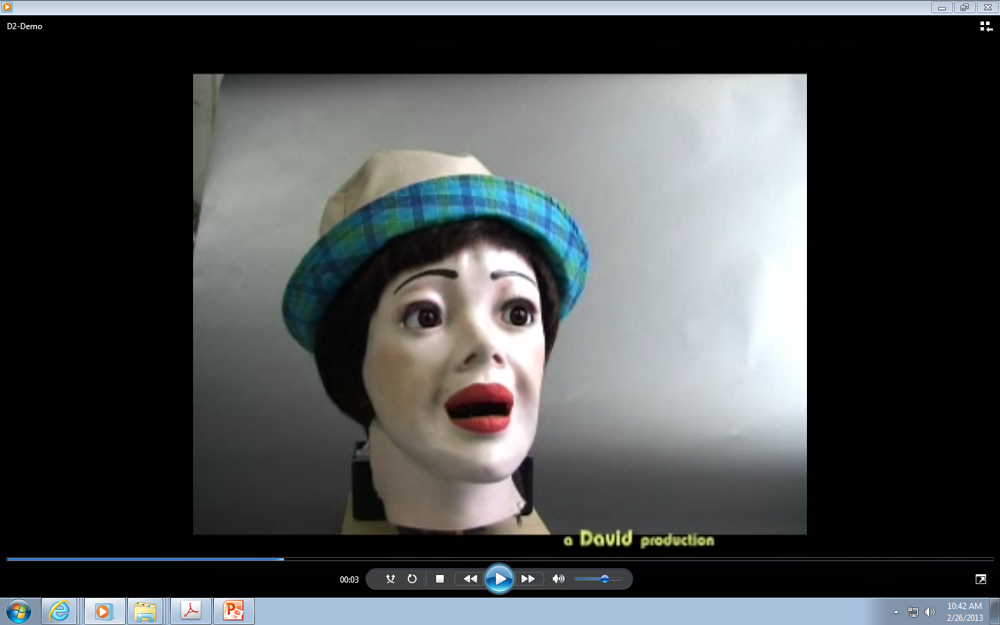 D2-Demo
a David production
00:03
10:42 AM
2/26/2013